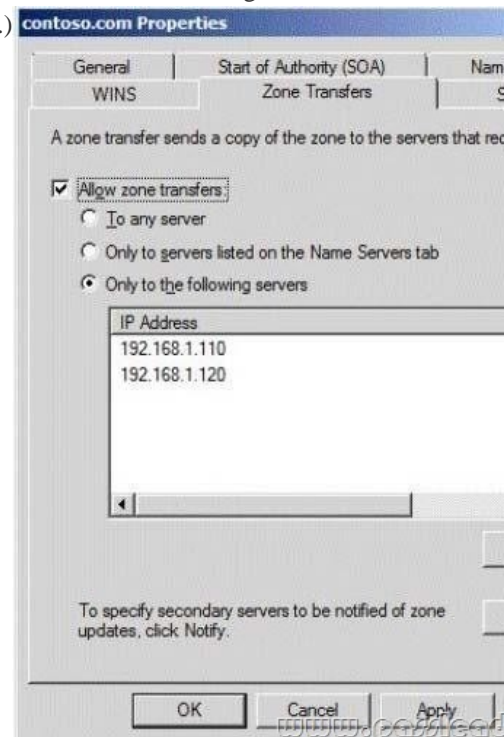 .)
contoso.com Properties
General Start of Authority (SOA) Nam
WINS Zone Transfers S
A zone transfer sends a copy of the zone to the servers that rec
Allow zone transfers:
To any server
Only to servers listed on the Name Servers tab
Only to the following servers
IP Address
192.168.1.110
192.168.1.120
To specify secondary servers to be notified of zone
updates, click Notify.
OK Cancel Apply